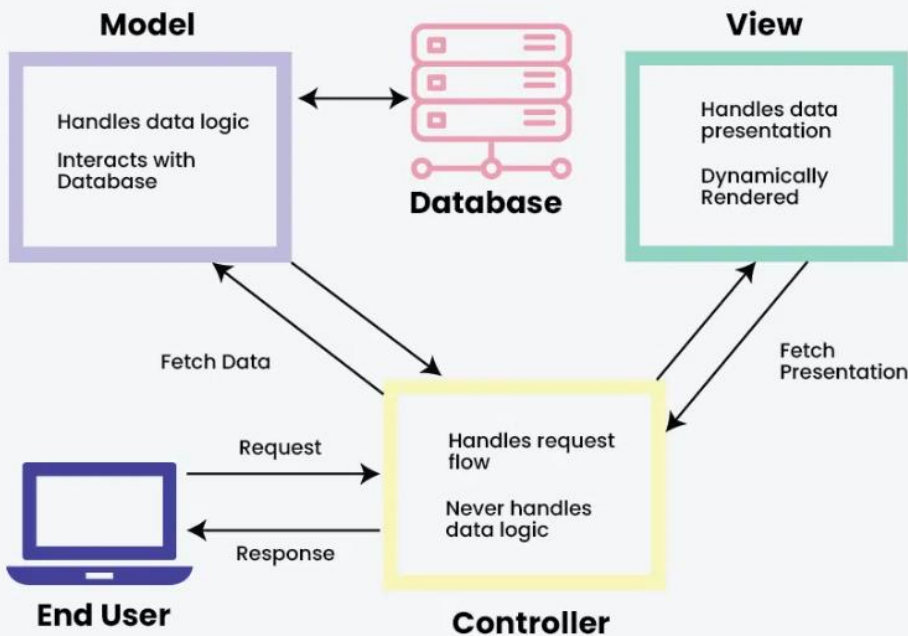 Model
View
Handles data logic
Interacts with
Database
Database
Handles data
presentation
Dynamically
Rendered
Fetch Data
Fetch
Presentation
Request
Response
Handles request
flow
Never handles
data logic
End User
Controller